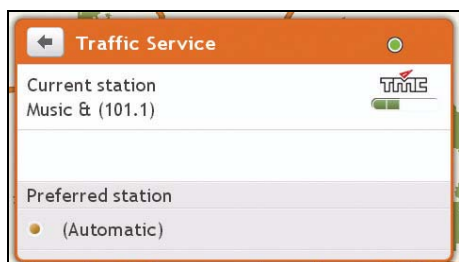 Traffic Service
Current station
TMC
Music & (101.1)
Preferred station
(Automatic)